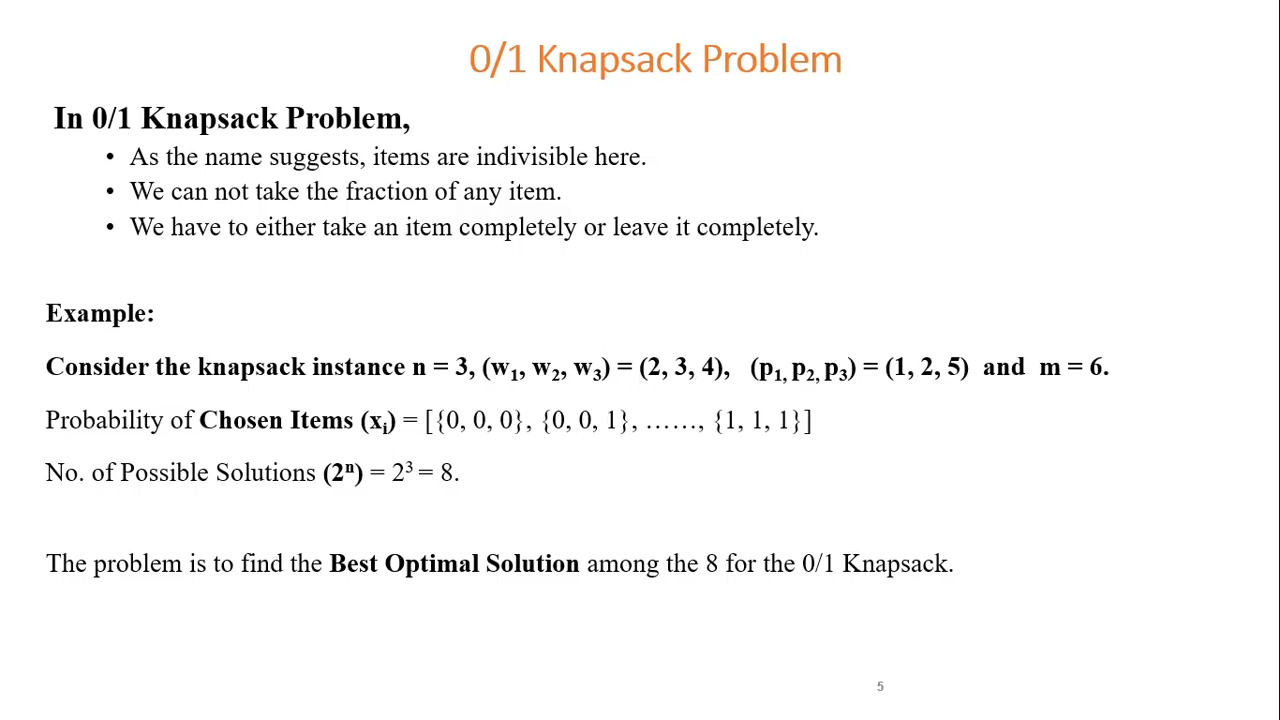 0/1 Knapsack Problem
In 0/1 Knapsack Problem,
• As the name suggests, items are indivisible here.
• We can not take the fraction of any item.
• We have to either take an item completely or leave it completely.
Example:
Consider the knapsack instance n = 3, (w₁, w₂, w₃) = (2, 3, 4), (p₁, p₂, p₃) = (1, 2, 5) and m = 6.
Probability of Chosen Items (xᵢ) = [{0, 0, 0}, {0, 0, 1}, ……, {1, 1, 1}]
No. of Possible Solutions (2ⁿ) = 2³ = 8.
The problem is to find the Best Optimal Solution among the 8 for the 0/1 Knapsack.
5